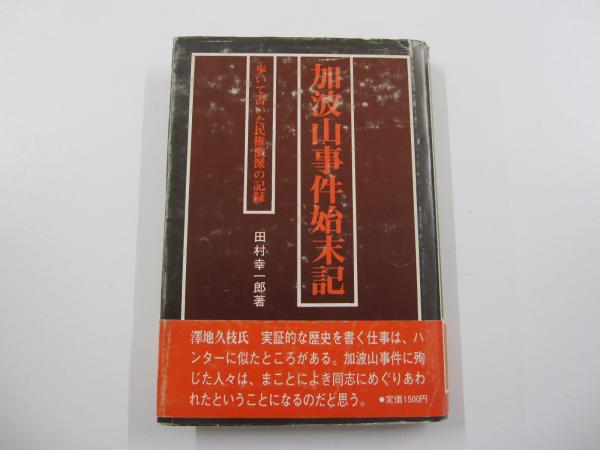 加波山事件始末記
歩いて書いた民権激派の記録
田村幸一郎著
澤地久枝氏　実証的な歴史を書く仕事は、ハ
ンターに似たところがある。加波山事件に殉
じた人々は、まことによき同志にめぐりあわ
れたということになるのだと思う。 ●定価1500円